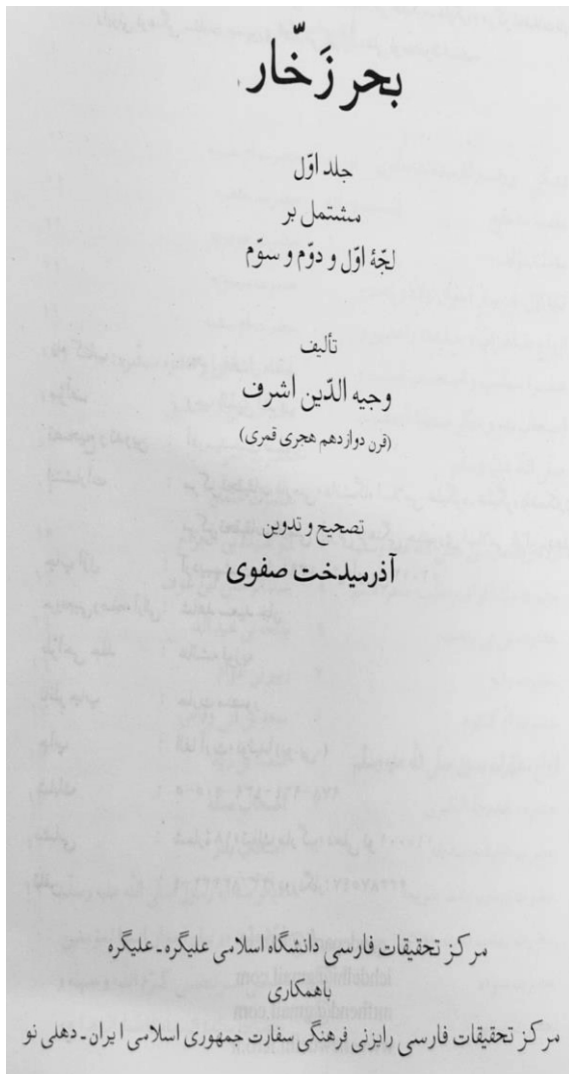 بحر زَخّار
جلد اوّل
مشتمل بر
لجّۀ اوّل و دوّم و سوّم
تألیف
وجیه الدّین اشرف
(قرن دوازدهم هجری قمری)
تصحیح و تدوین
آذرمیدخت صفوی
مرکز تحقیقات فارسی دانشگاه اسلامی علیگره ـ علیگره
باهمکاری
مرکز تحقیقات فارسی رایزنی فرهنگی سفارت جمهوری اسلامی ایران ـ دهلی نو